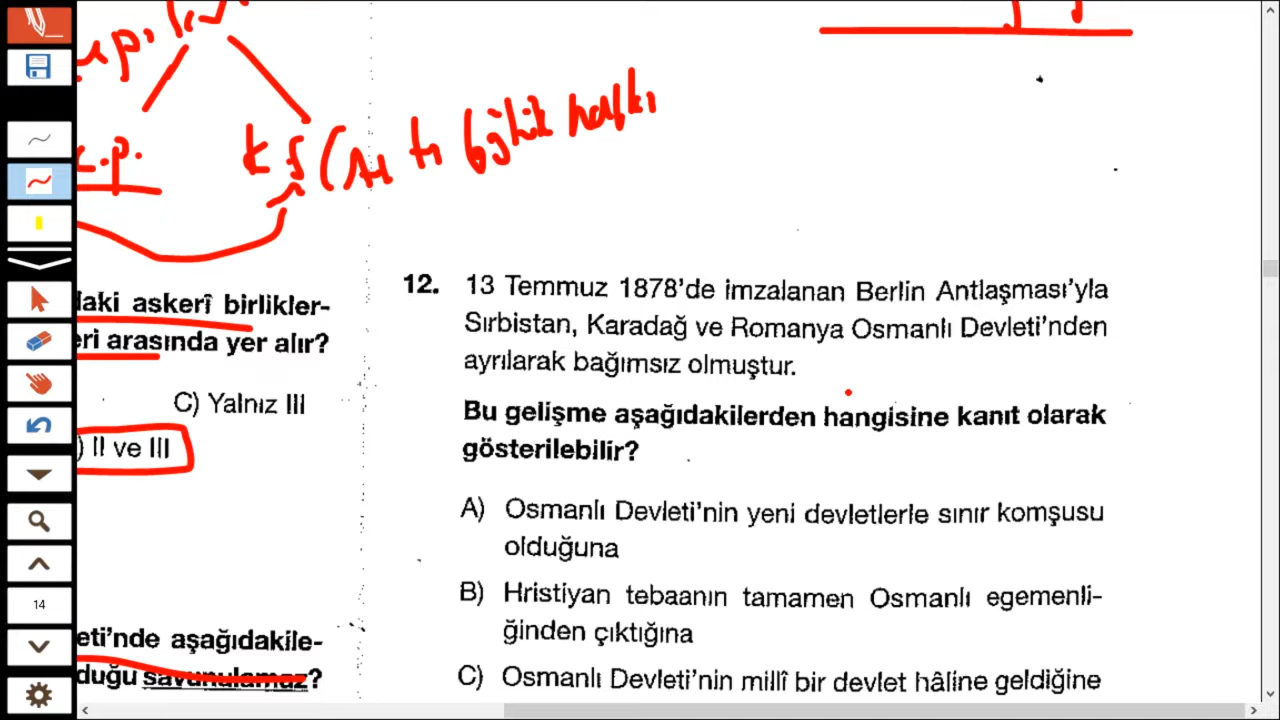 k
halkı
daki askerî birlikler-
eri arasında yer alır?
C) Yalnız III
) II ve III
eti'nde aşağıdakile-
duğu savunulamaz?
12. 13 Temmuz 1878'de imzalanan Berlin Antlaşması'yla
Sırbistan, Karadağ ve Romanya Osmanlı Devleti'nden
ayrılarak bağımsız olmuştur.
Bu gelişme aşağıdakilerden hangisine kanıt olarak
gösterilebilir?
A) Osmanlı Devleti'nin yeni devletlerle sınır komşusu
olduğuna
B) Hristiyan tebaanın tamamen Osmanlı egemenli-
ğinden çıktığına
C) Osmanlı Devleti'nin millî bir devlet hâline geldiğine
14